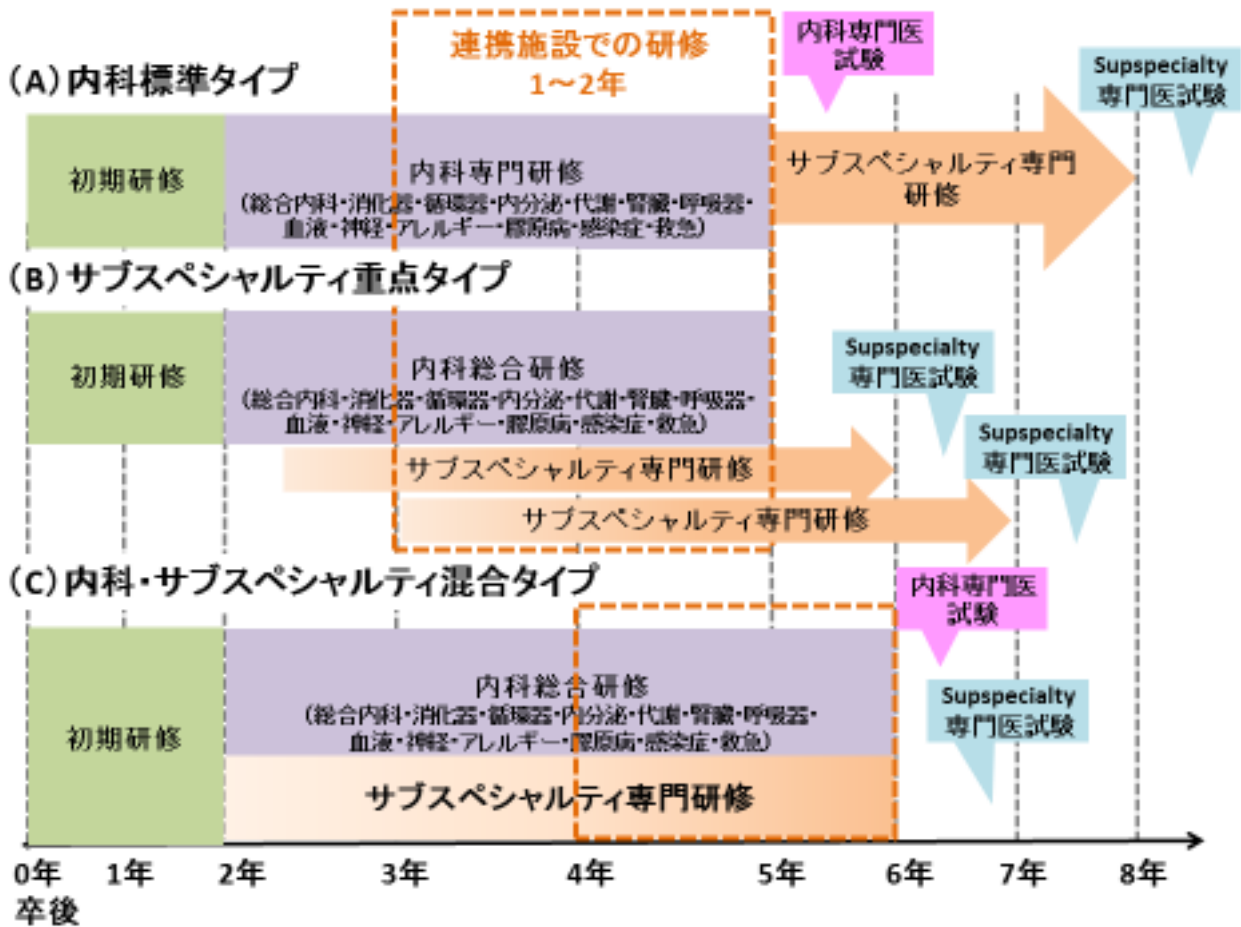 連携施設での研修
1～2年
内科専門医
試験
Supspecialty
専門医試験
（A）内科標準タイプ
初期研修
内科専門研修
（総合内科・消化器・循環器・内分泌・代謝・腎臓・呼吸器・
血液・神経・アレルギー・膠原病・感染症・救急）
サブスペシャルティ専門
研修
（B）サブスペシャルティ重点タイプ
初期研修
内科総合研修
（総合内科・消化器・循環器・内分泌・代謝・腎臓・呼吸器・
血液・神経・アレルギー・膠原病・感染症・救急）
Supspecialty
専門医試験
サブスペシャルティ専門研修
Supspecialty
専門医試験
サブスペシャルティ専門研修
（C）内科・サブスペシャルティ混合タイプ
内科専門医
試験
初期研修
内科総合研修
（総合内科・消化器・循環器・内分泌・代謝・腎臓・呼吸器・
血液・神経・アレルギー・膠原病・感染症・救急）
Supspecialty
専門医試験
サブスペシャルティ専門研修
0年 1年 2年 3年 4年 5年 6年 7年 8年
卒後